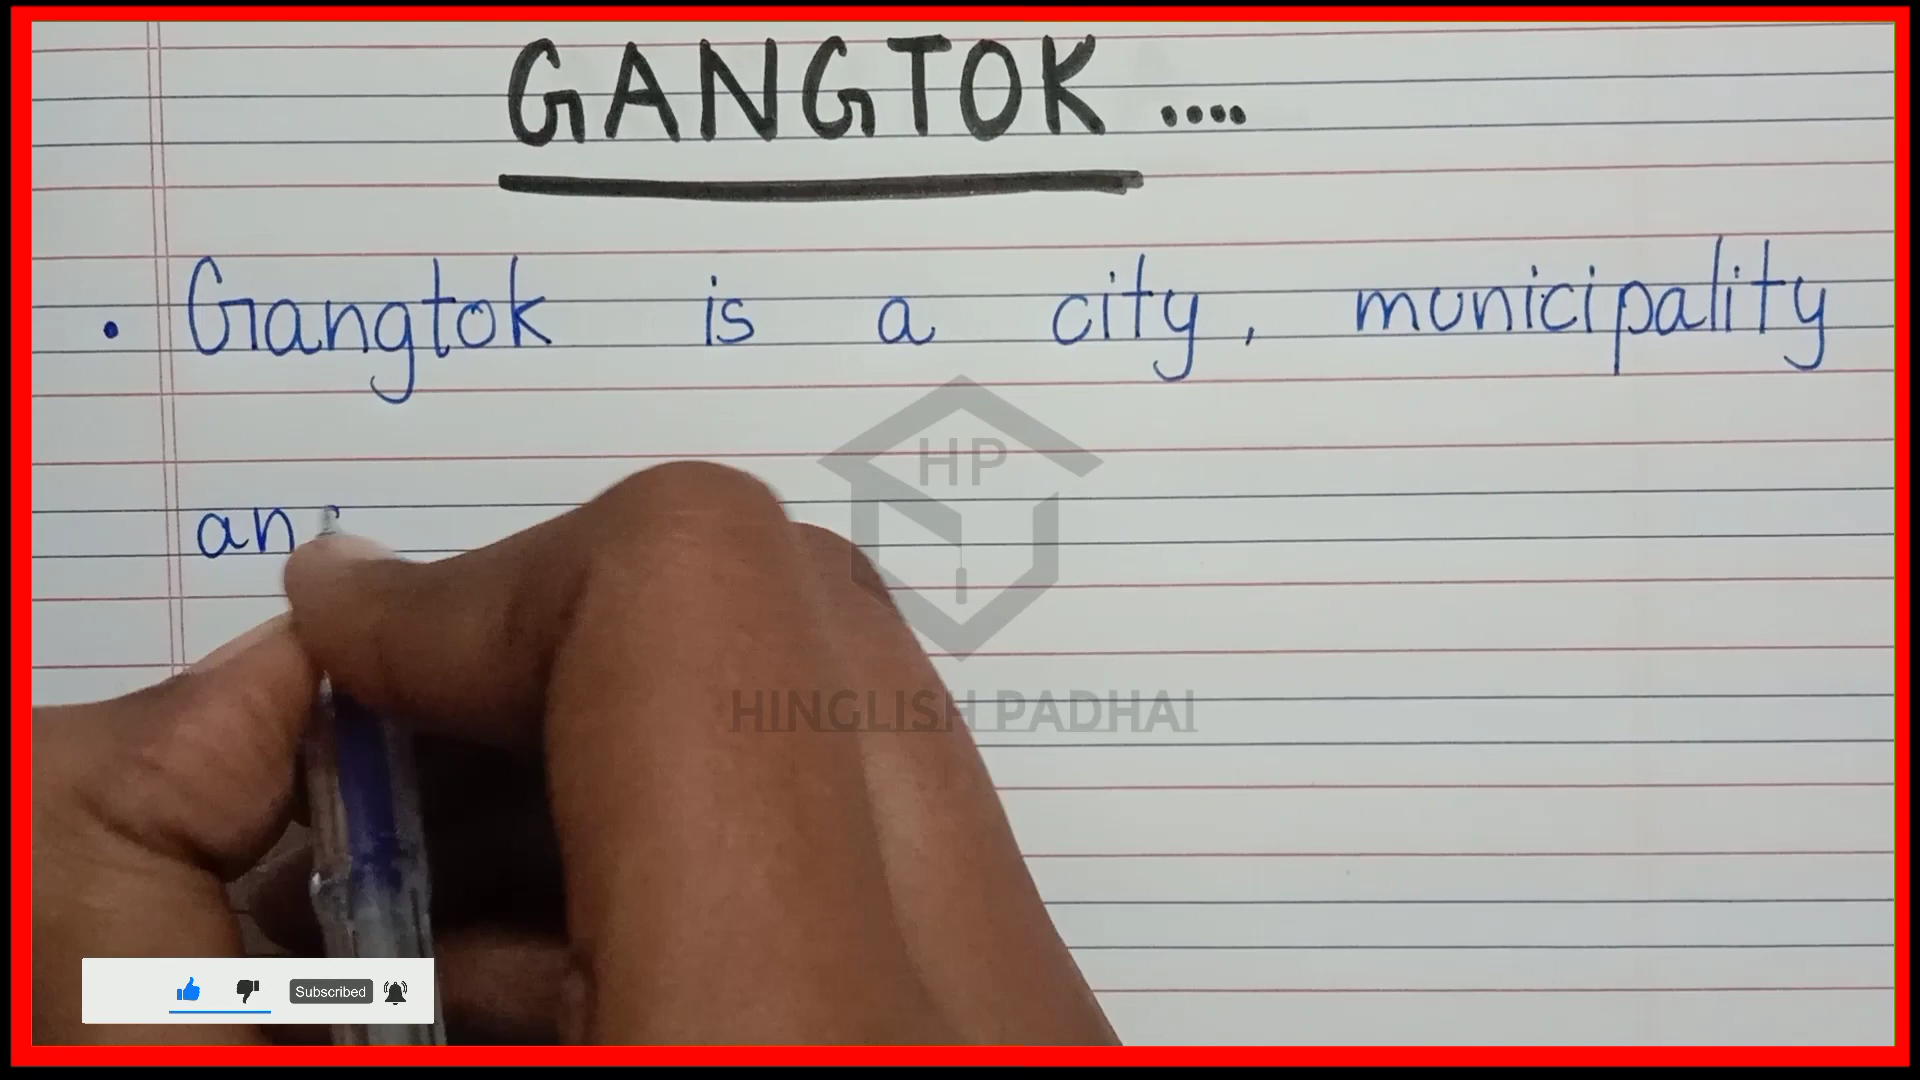 GANGTOK ....
• Gangtok is a city, municipality
an
HP
HINGLISH PADHAI
Subscribed